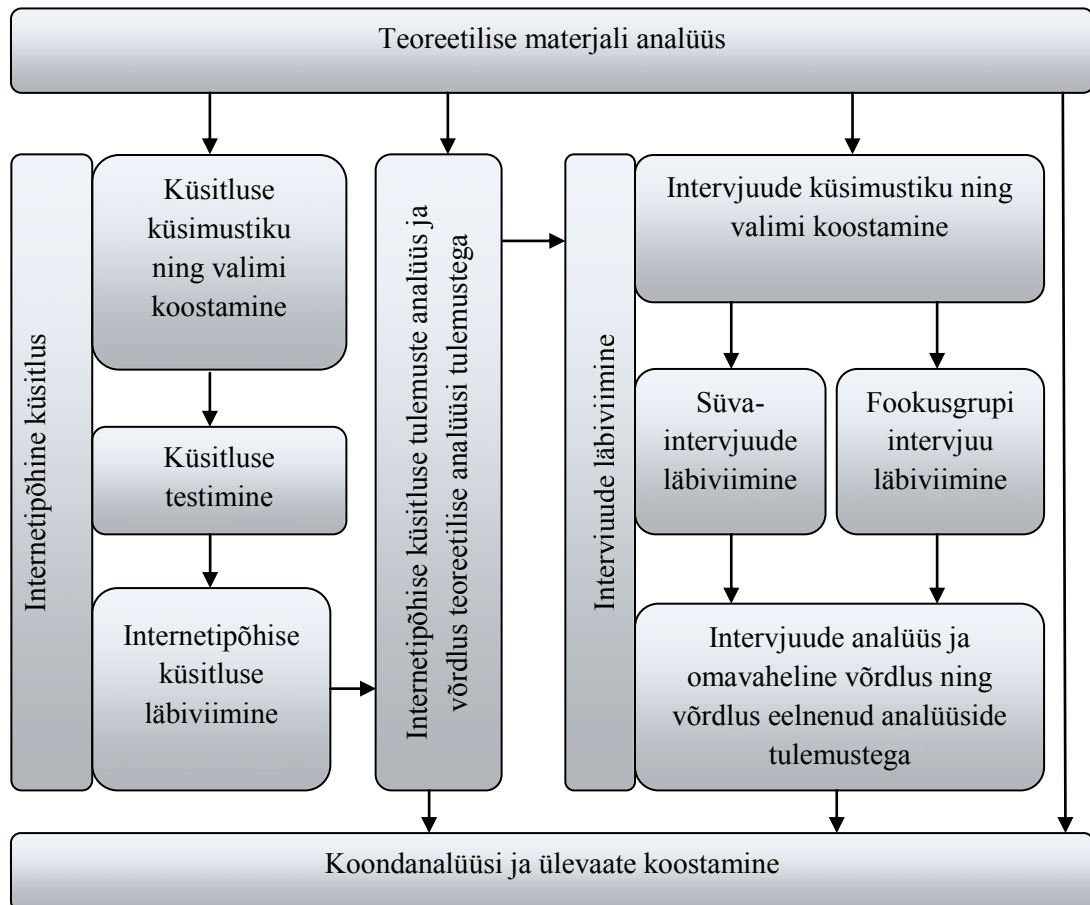 Teoreetilise materjali analüüs
Internetipõhine küsitlus
Küsitluse
küsimustiku
ning valimi
koostamine
Küsitluse
testimine
Internetipõhise
küsitluse
läbiviimine
Internetipõhise küsitluse tulemuste analüüs ja
võrdlus teoreetilise analüüsi tulemustega
Intervjuude läbiviimine
Intervjuude küsimustiku ning
valimi koostamine
Süva-
intervjuude
läbiviimine
Fookusgrupi
intervjuu
läbiviimine
Intervjuude analüüs ja
omavaheline võrdlus ning
võrdlus eelnenud analüüside
tulemustega
Koondanalüüsi ja ülevaate koostamine